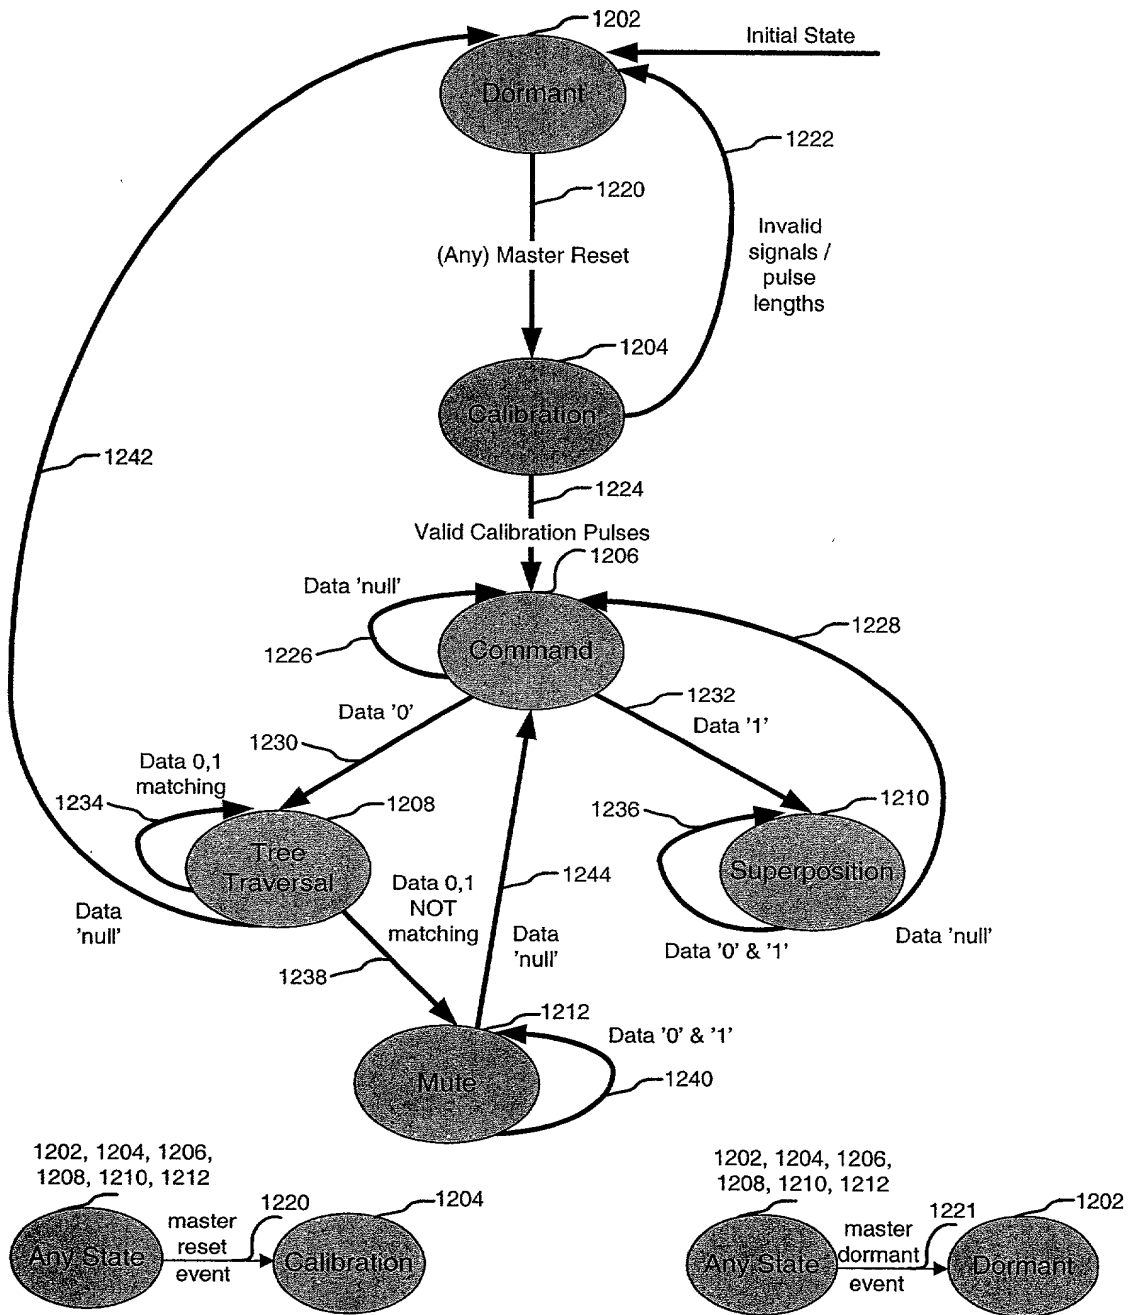 1202
Initial State
Dormant
1222
1220
Invalid
signals /
pulse
lengths
(Any) Master Reset
1204
Calibration
1242
1224
Valid Calibration Pulses
1206
Data 'null'
1228
1226
Command
1232
Data '0'
Data '1'
1230
Data 0,1
matching
1234
1208
1236
1210
Tree
Traversal
Superposition
1244
Data 0,1
NOT
matching
Data
'null'
Data
'null'
Data '0' & '1'
Data 'null'
1238
1212
Data '0' & '1'
Mute
1240
1202, 1204, 1206,
1208, 1210, 1212
1220
1204
Any State
master
reset
event
Calibration
1202, 1204, 1206,
1208, 1210, 1212
1221
1202
Any State
master
dormant
event
Dormant